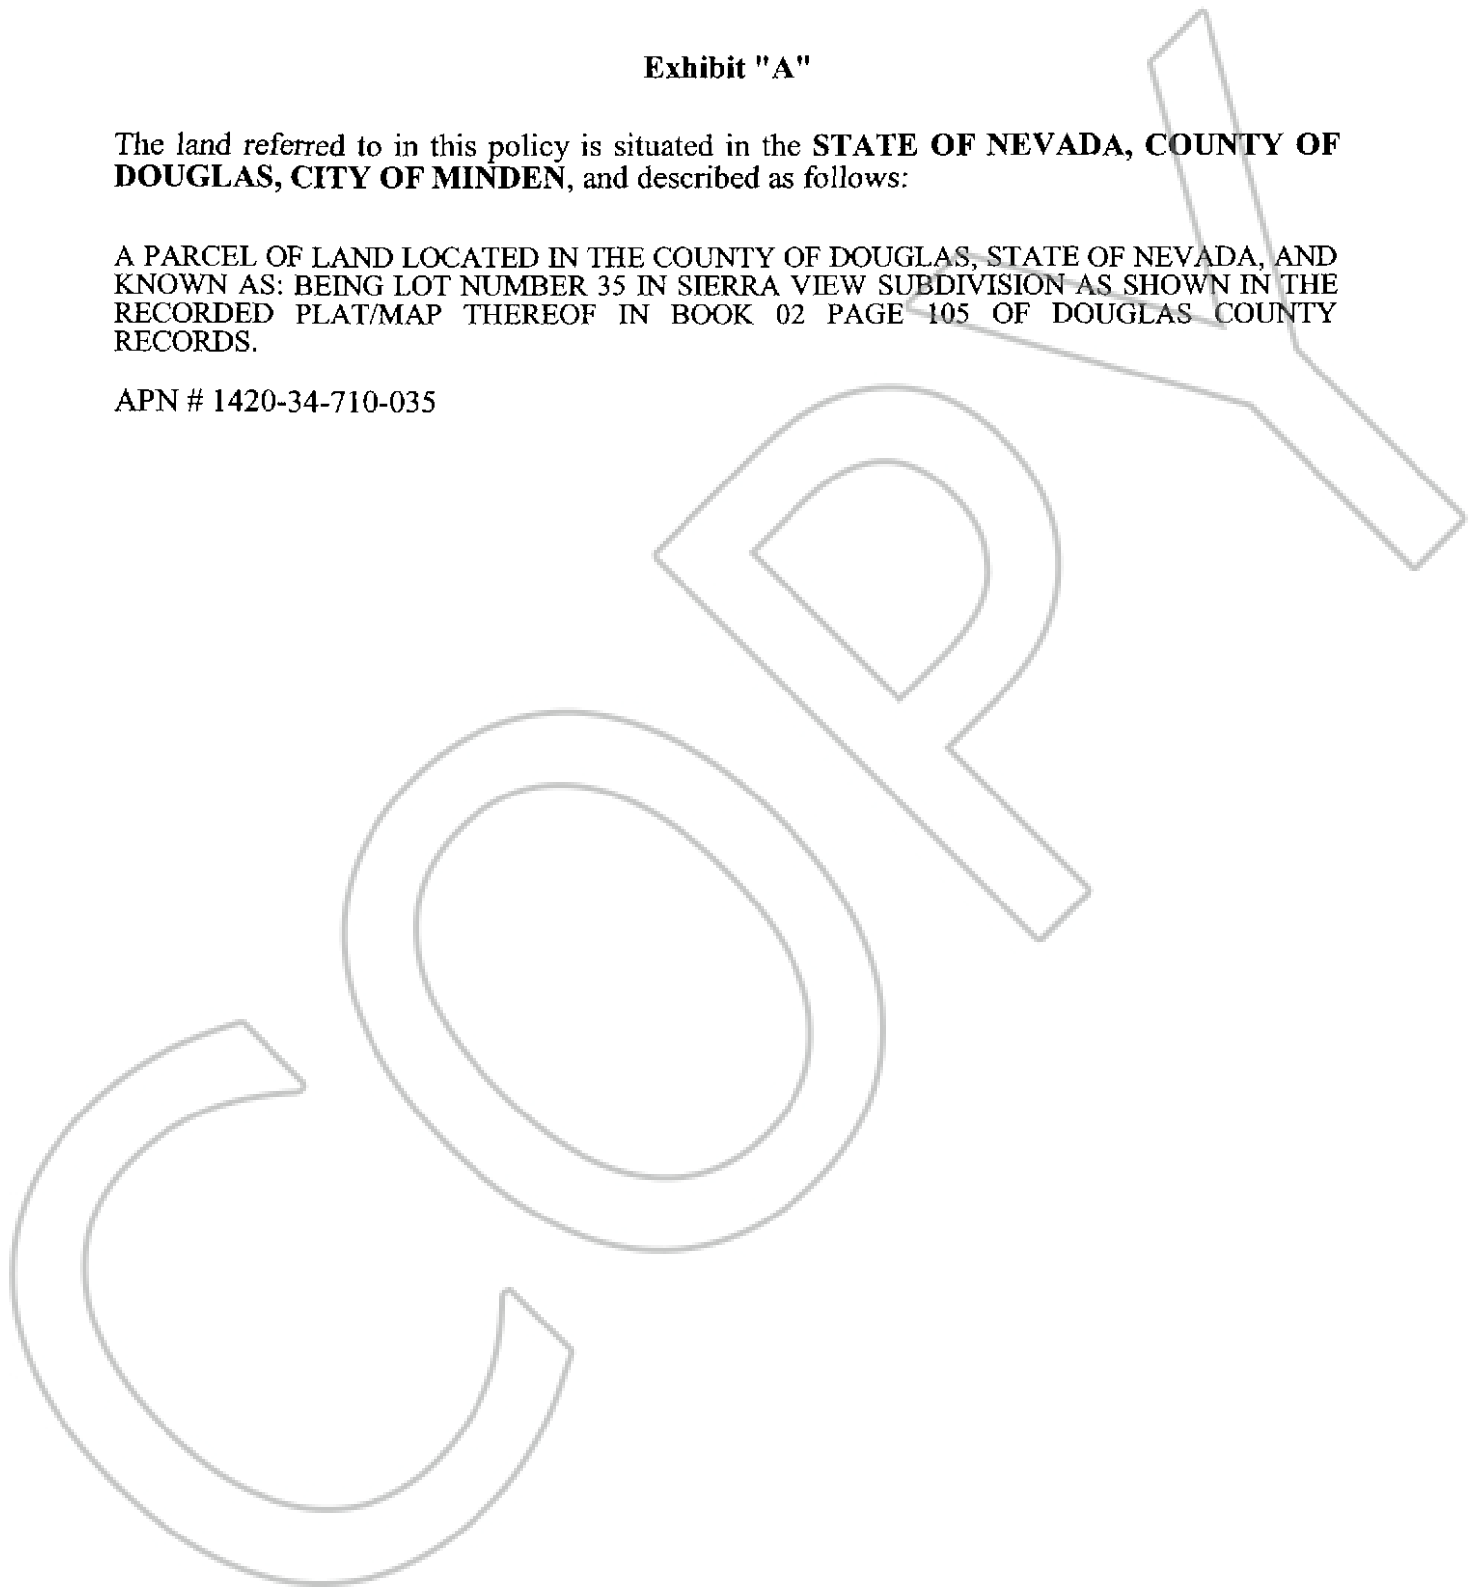 Exhibit "A"
The land referred to in this policy is situated in the STATE OF NEVADA, COUNTY OF
DOUGLAS, CITY OF MINDEN, and described as follows:
A PARCEL OF LAND LOCATED IN THE COUNTY OF DOUGLAS, STATE OF NEVADA, AND
KNOWN AS: BEING LOT NUMBER 35 IN SIERRA VIEW SUBDIVISION AS SHOWN IN THE
RECORDED PLAT/MAP THEREOF IN BOOK 02 PAGE 105 OF DOUGLAS COUNTY
RECORDS.
APN # 1420-34-710-035
COPY